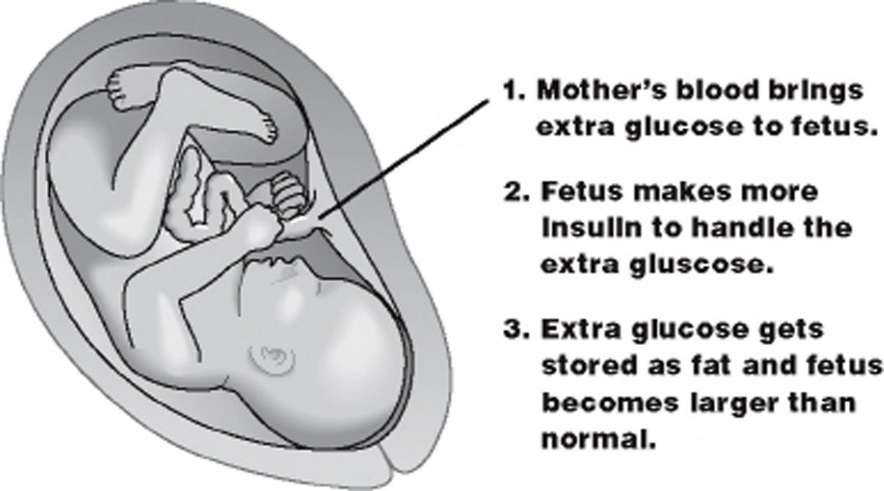 1. Mother's blood brings
extra glucose to fetus.
2. Fetus makes more
insulin to handle the
extra gluscose.
3. Extra glucose gets
stored as fat and fetus
becomes larger than
normal.